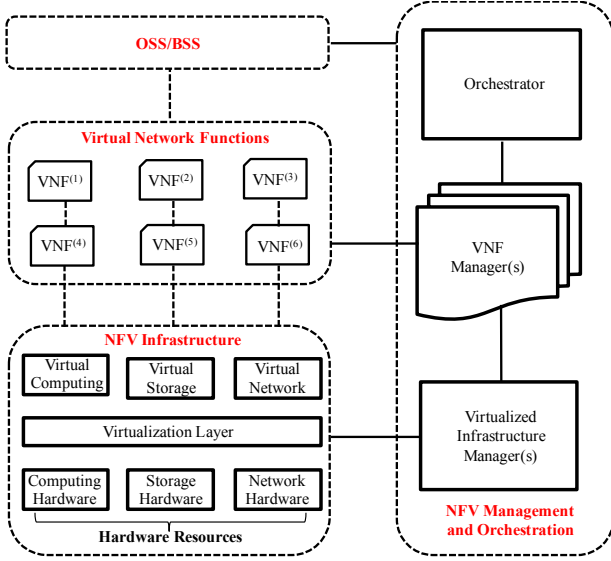 OSS/BSS
Virtual Network Functions
VNF(1)
VNF(2)
VNF(3)
VNF(4)
VNF(5)
VNF(6)
NFV Infrastructure
Virtual
Computing
Virtual
Storage
Virtual
Network
Virtualization Layer
Computing
Hardware
Storage
Hardware
Network
Hardware
Hardware Resources
Orchestrator
VNF
Manager(s)
Virtualized
Infrastructure
Manager(s)
NFV Management
and Orchestration